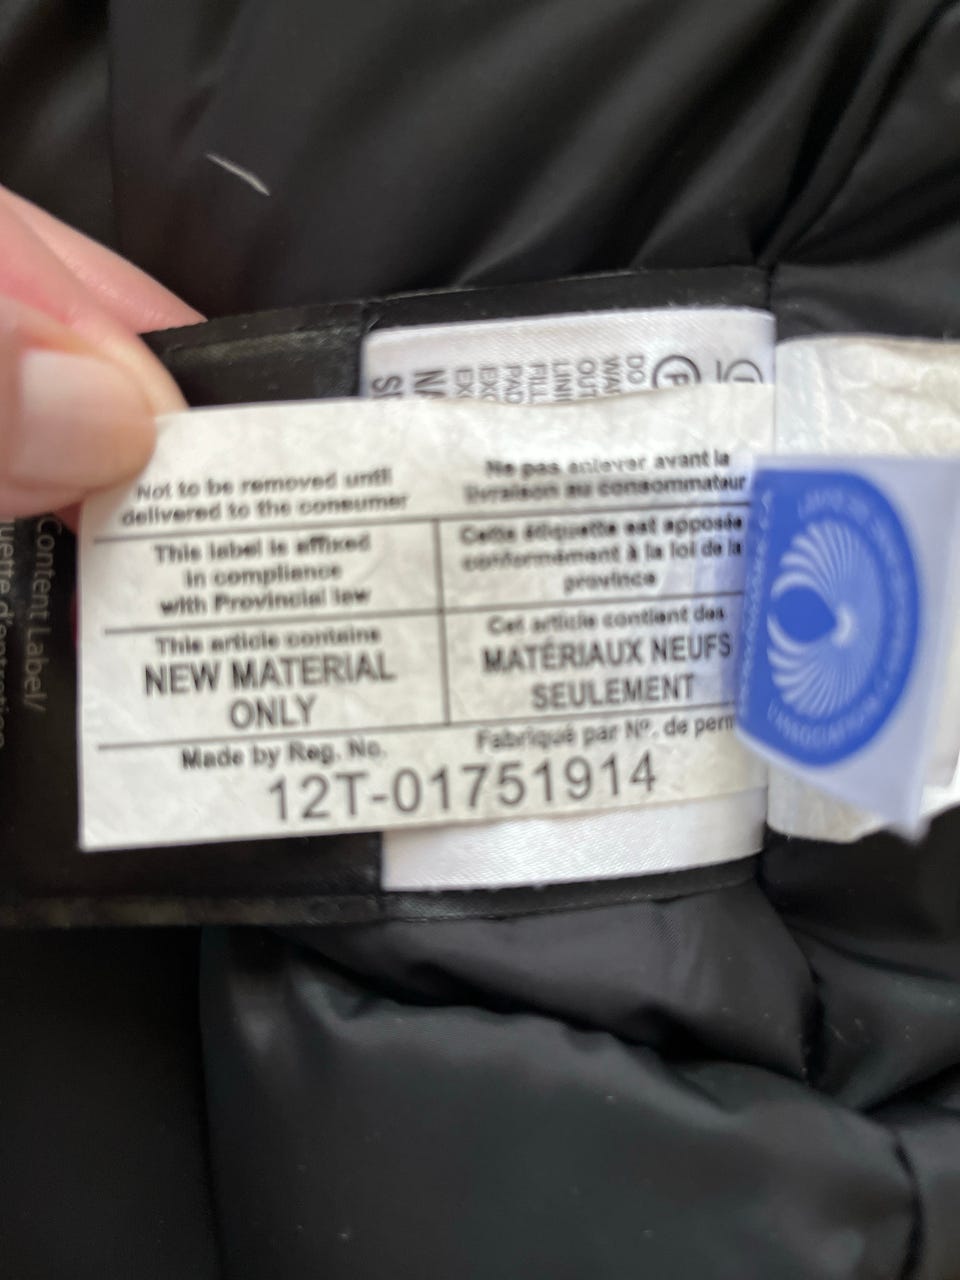 Not to be removed until
delivered to the consumer
Ne pas enlever avant la
livraison au consommateur
This label is affixed
in compliance
with Provincial law
Cette étiquette est apposée
conformément à la loi de la
province
This article contains
NEW MATERIAL
ONLY
Cet article contient des
MATÉRIAUX NEUFS
SEULEMENT
Made by Reg. No.
Fabriqué par Nº. de perm
12T-01751914
Content Label/
DO
P
L'ASSOCIATION